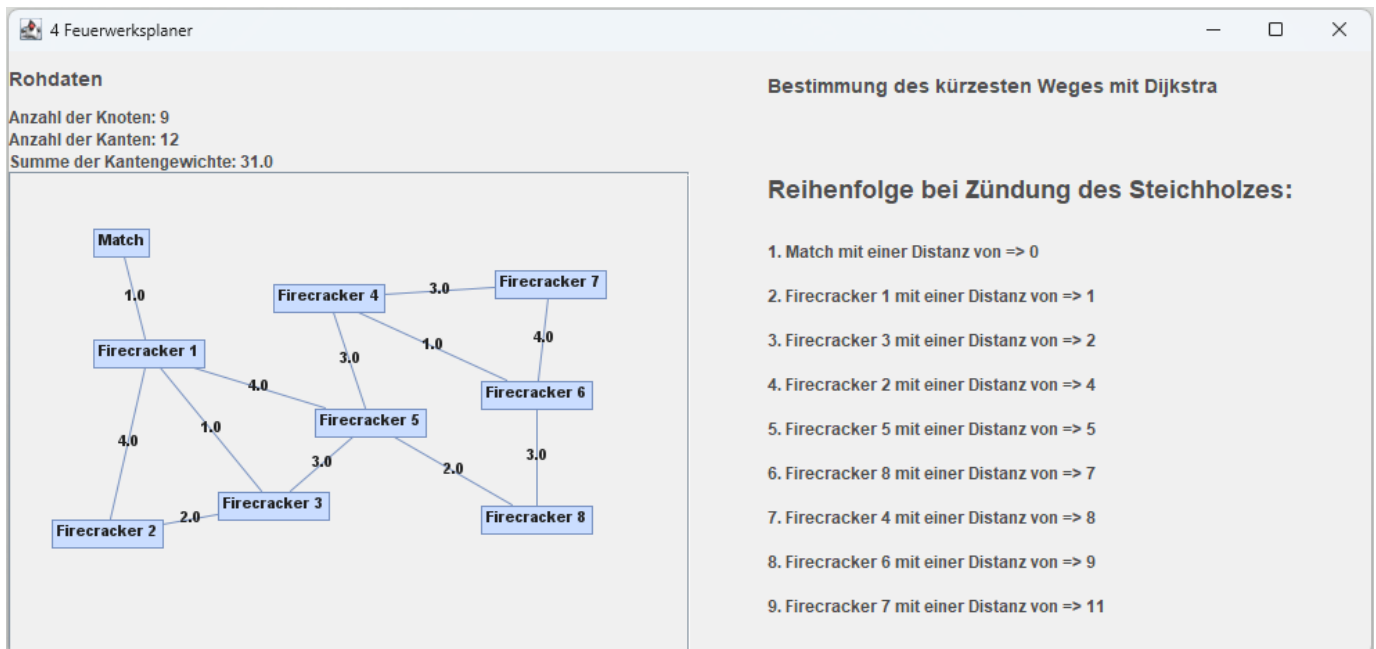 4 Feuerwerksplaner
Rohdaten
Anzahl der Knoten: 9
Anzahl der Kanten: 12
Summe der Kantengewichte: 31.0
Match
1.0
Firecracker 1
Firecracker 4
3.0
Firecracker 7
1.0
4.0
3.0
4.0
Firecracker 6
Firecracker 5
1.0
4.0
3.0
2.0
3.0
Firecracker 3
2.0
Firecracker 2
Firecracker 8
Bestimmung des kürzesten Weges mit Dijkstra
Reihenfolge bei Zündung des Steichholzes:
1. Match mit einer Distanz von => 0
2. Firecracker 1 mit einer Distanz von => 1
3. Firecracker 3 mit einer Distanz von => 2
4. Firecracker 2 mit einer Distanz von => 4
5. Firecracker 5 mit einer Distanz von => 5
6. Firecracker 8 mit einer Distanz von => 7
7. Firecracker 4 mit einer Distanz von => 8
8. Firecracker 6 mit einer Distanz von => 9
9. Firecracker 7 mit einer Distanz von => 11